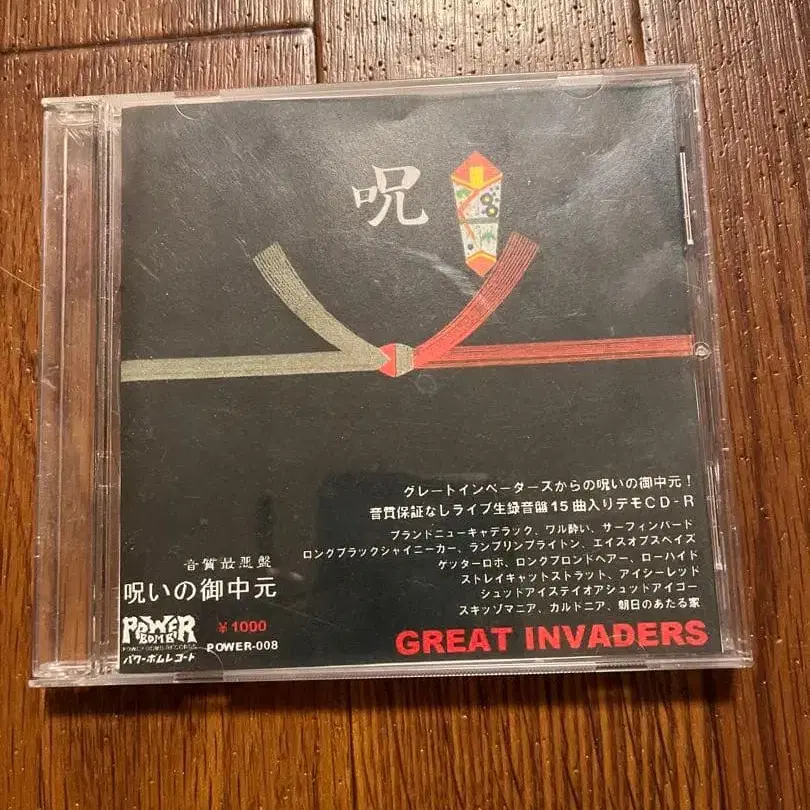 呪
グレートインベーダースからの呪いの御中元！
音質保証なしライブ生録音盤15曲入りデモCD-R
ブランドニューキャデラック、ワル酔い、サーフィンバード
ロングブラックシャイニーカー、ランブリンブライトン、エイスオブスペイズ
ゲッターロボ、ロングブロンドヘアー、ローハイド
ストレイキャットストラット、アイシーレッド
シュッドアイステイオアシュットアイゴー
スキッゾマニア、カルドニア、朝日のあたる家
音質最悪盤
呪いの御中元
POWER BOMB
POWER BOMB RECORDS
パワーボムレコード
￥1000
POWER-008
GREAT INVADERS